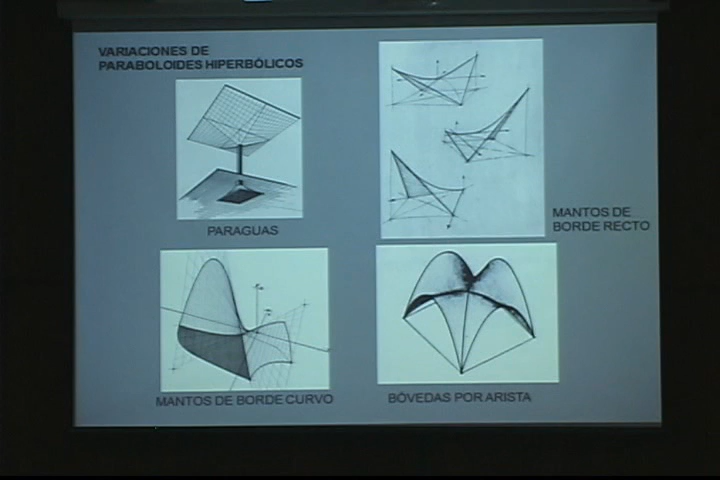 VARIACIONES DE
PARABOLOIDES HIPERBÓLICOS
PARAGUAS
MANTOS DE
BORDE RECTO
MANTOS DE BORDE CURVO
BÓVEDAS POR ARISTA